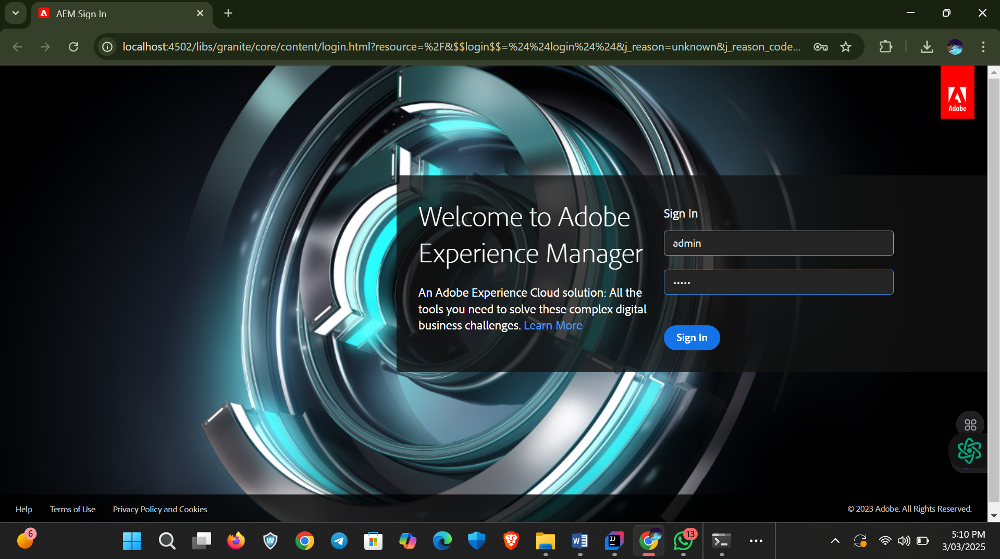 AEM Sign In
localhost:4502/libs/granite/core/content/login.html?resource=%2F&$$login$$=%24%24login%24%24&j_reason=unknown&j_reason_code...
Adobe
Welcome to Adobe
Experience Manager
An Adobe Experience Cloud solution: All the
tools you need to solve these complex digital
business challenges. Learn More
Sign In
admin
•••••
Sign In
Help
Terms of Use
Privacy Policy and Cookies
© 2023 Adobe. All Rights Reserved.
6
W
W
IJ
13
5:10 PM
3/03/2025